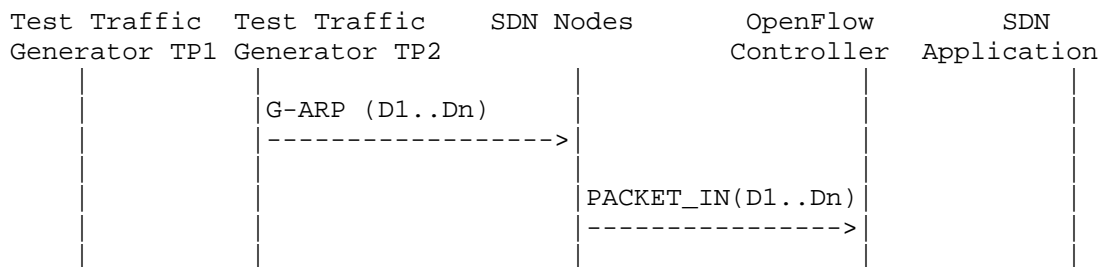 Test Traffic Test Traffic SDN Nodes OpenFlow SDN
Generator TP1 Generator TP2 Controller Application
G-ARP (D1..Dn)
PACKET_IN(D1..Dn)